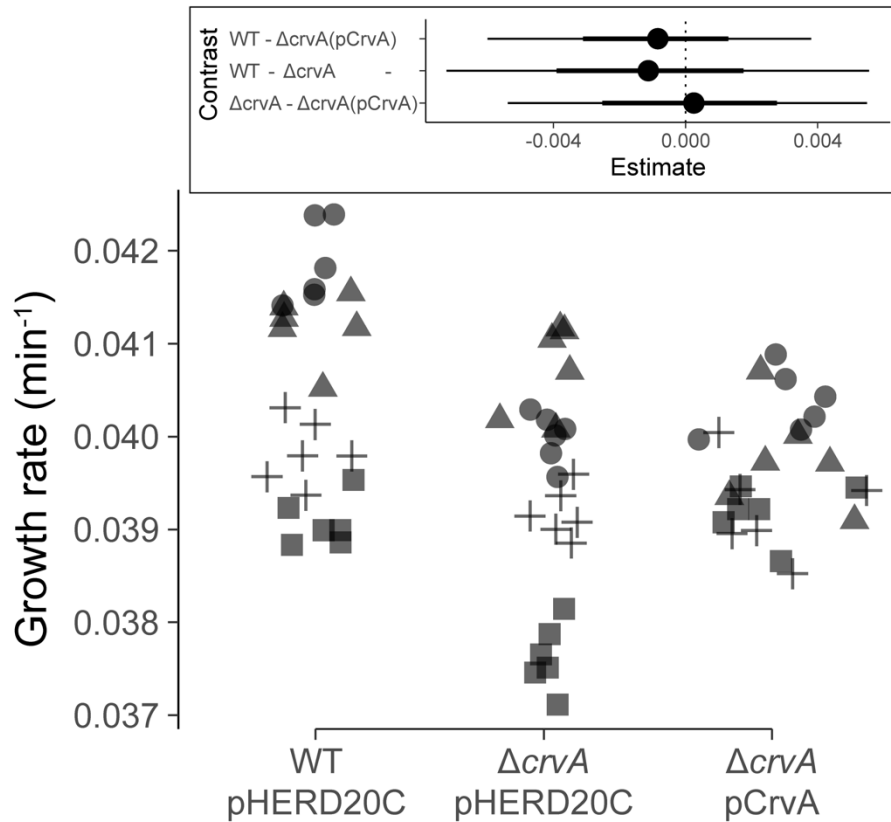 Contrast
WT - ΔcrvA(pCrvA)
WT - ΔcrvA -
ΔcrvA - ΔcrvA(pCrvA)
-0.004 0.000 0.004
Estimate
Growth rate (min⁻¹)
0.042
0.041
0.040
0.039
0.038
0.037
WT ΔcrvA ΔcrvA
pHERD20C pHERD20C pCrvA